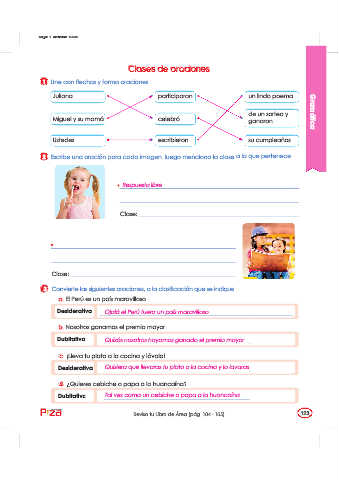 Clases de oraciones
1 Une con flechas y forma oraciones
Juliana participaron un lindo poema
Miguel y su mamá celebró de un sorteo y ganaron
Ustedes escribieron su cumpleaños
2 Escribe una oración para cada imagen, luego menciona la clase a la que pertenece
Respuesta libre
Clase:
Clase:
3 Convierte las siguientes oraciones, a la clasificación que se indique
a. El Perú es un país maravilloso
Desiderativa Ojalá el Perú fuera un país maravilloso
b. Nosotros ganamos el premio mayor
Dubitativa Quizás nosotros hayamos ganado el premio mayor
c. ¡Lleva tu plato a la cocina y lávalo!
Desiderativa Quisiera que llevaras tu plato a la cocina y lo lavaras
d. ¿Quieres cebiche o papa a la huancaína?
Dubitativa Tal vez coma un cebiche o papa a la huancaína
Revisa tu Libro de Área (pág. 104 - 105)
123
Gramática